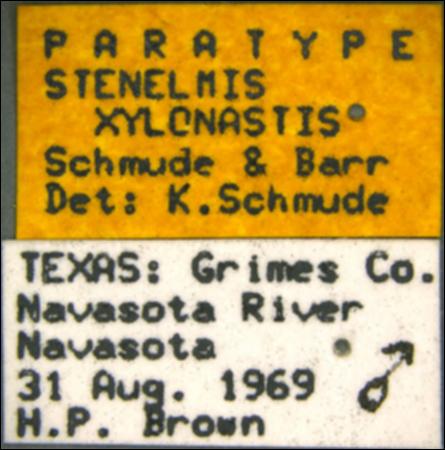 PARATYPE
STENELMIS
XYLONASTIS
Schmude & Barr
Det: K.Schmude
TEXAS: Grimes Co.
Navasota River
Navasota
31 Aug. 1969
H.P. Brown